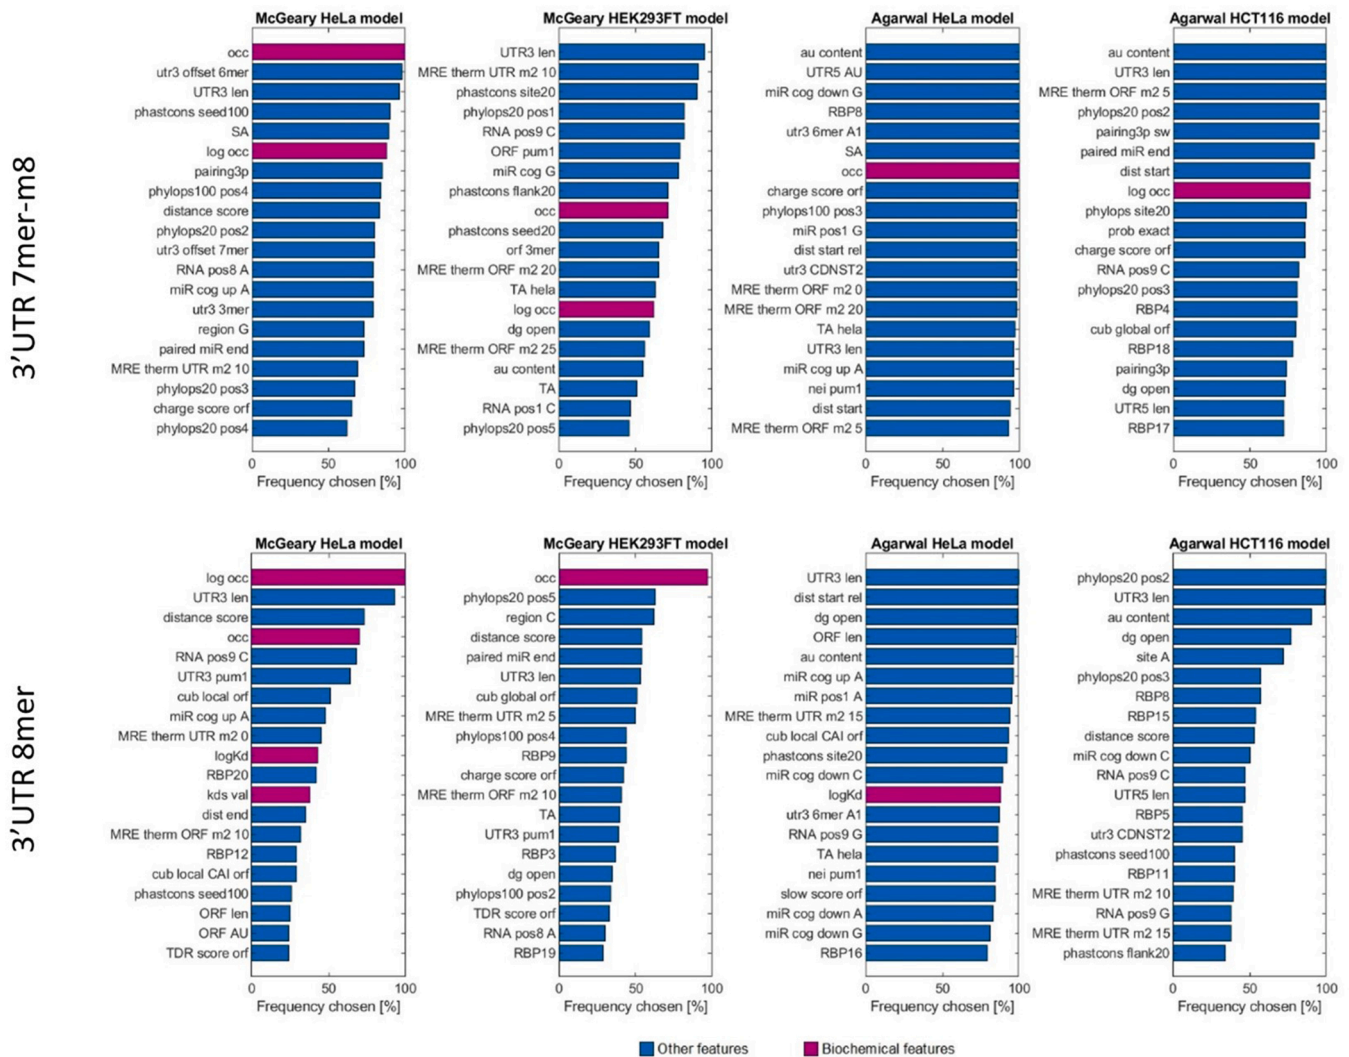 McGeary HeLa model
occ
utr3 offset 6mer
UTR3 len
phastcons seed100
SA
log occ
pairing3p
phylops100 pos4
distance score
phylops20 pos2
utr3 offset 7mer
RNA pos8 A
miR cog up A
utr3 3mer
region G
paired miR end
MRE therm UTR m2 10
phylops20 pos3
charge score orf
phylops20 pos4
0 50 100
Frequency chosen [%]
McGeary HEK293FT model
UTR3 len
MRE therm UTR m2 10
phastcons site20
phylops20 pos1
RNA pos9 C
ORF pum1
miR cog G
phastcons flank20
occ
phastcons seed20
orf 3mer
MRE therm ORF m2 20
TA hela
log occ
dg open
MRE therm ORF m2 25
au content
TA
RNA pos1 C
phylops20 pos5
0 50 100
Frequency chosen [%]
Agarwal HeLa model
au content
UTR5 AU
miR cog down G
RBP8
utr3 6mer A1
SA
occ
charge score orf
phylops100 pos3
miR pos1 G
dist start rel
utr3 CDNST2
MRE therm ORF m2 0
MRE therm ORF m2 20
TA hela
UTR3 len
miR cog up A
nei pum1
dist start
MRE therm ORF m2 5
0 50 100
Frequency chosen [%]
Agarwal HCT116 model
au content
UTR3 len
MRE therm ORF m2 5
phylops20 pos2
pairing3p sw
paired miR end
dist start
log occ
phylops site20
prob exact
charge score orf
RNA pos9 C
phylops20 pos3
RBP4
cub global orf
RBP18
pairing3p
dg open
UTR5 len
RBP17
0 50 100
Frequency chosen [%]
3’UTR 7mer-m8
McGeary HeLa model
log occ
UTR3 len
distance score
occ
RNA pos9 C
UTR3 pum1
cub local orf
miR cog up A
MRE therm UTR m2 0
logKd
RBP20
kds val
dist end
MRE therm ORF m2 10
RBP12
cub local CAI orf
phastcons seed100
ORF len
ORF AU
TDR score orf
0 50 100
Frequency chosen [%]
McGeary HEK293FT model
occ
phylops20 pos5
region C
distance score
paired miR end
UTR3 len
cub global orf
MRE therm UTR m2 5
phylops100 pos4
RBP9
charge score orf
MRE therm ORF m2 10
TA
UTR3 pum1
RBP3
dg open
phylops100 pos2
TDR score orf
RNA pos8 A
RBP19
0 50 100
Frequency chosen [%]
Agarwal HeLa model
UTR3 len
dist start rel
dg open
ORF len
au content
miR cog up A
miR pos1 A
MRE therm UTR m2 15
cub local CAI orf
phastcons site20
miR cog down C
logKd
utr3 6mer A1
RNA pos9 G
TA hela
nei pum1
slow score orf
miR cog down A
miR cog down G
RBP16
0 50 100
Frequency chosen [%]
Agarwal HCT116 model
phylops20 pos2
UTR3 len
au content
dg open
site A
phylops20 pos3
RBP8
RBP15
distance score
miR cog down C
RNA pos9 C
UTR5 len
RBP5
utr3 CDNST2
phastcons seed100
RBP11
MRE therm UTR m2 10
RNA pos9 G
MRE therm UTR m2 15
phastcons flank20
0 50 100
Frequency chosen [%]
3’UTR 8mer
Other features
Biochemical features